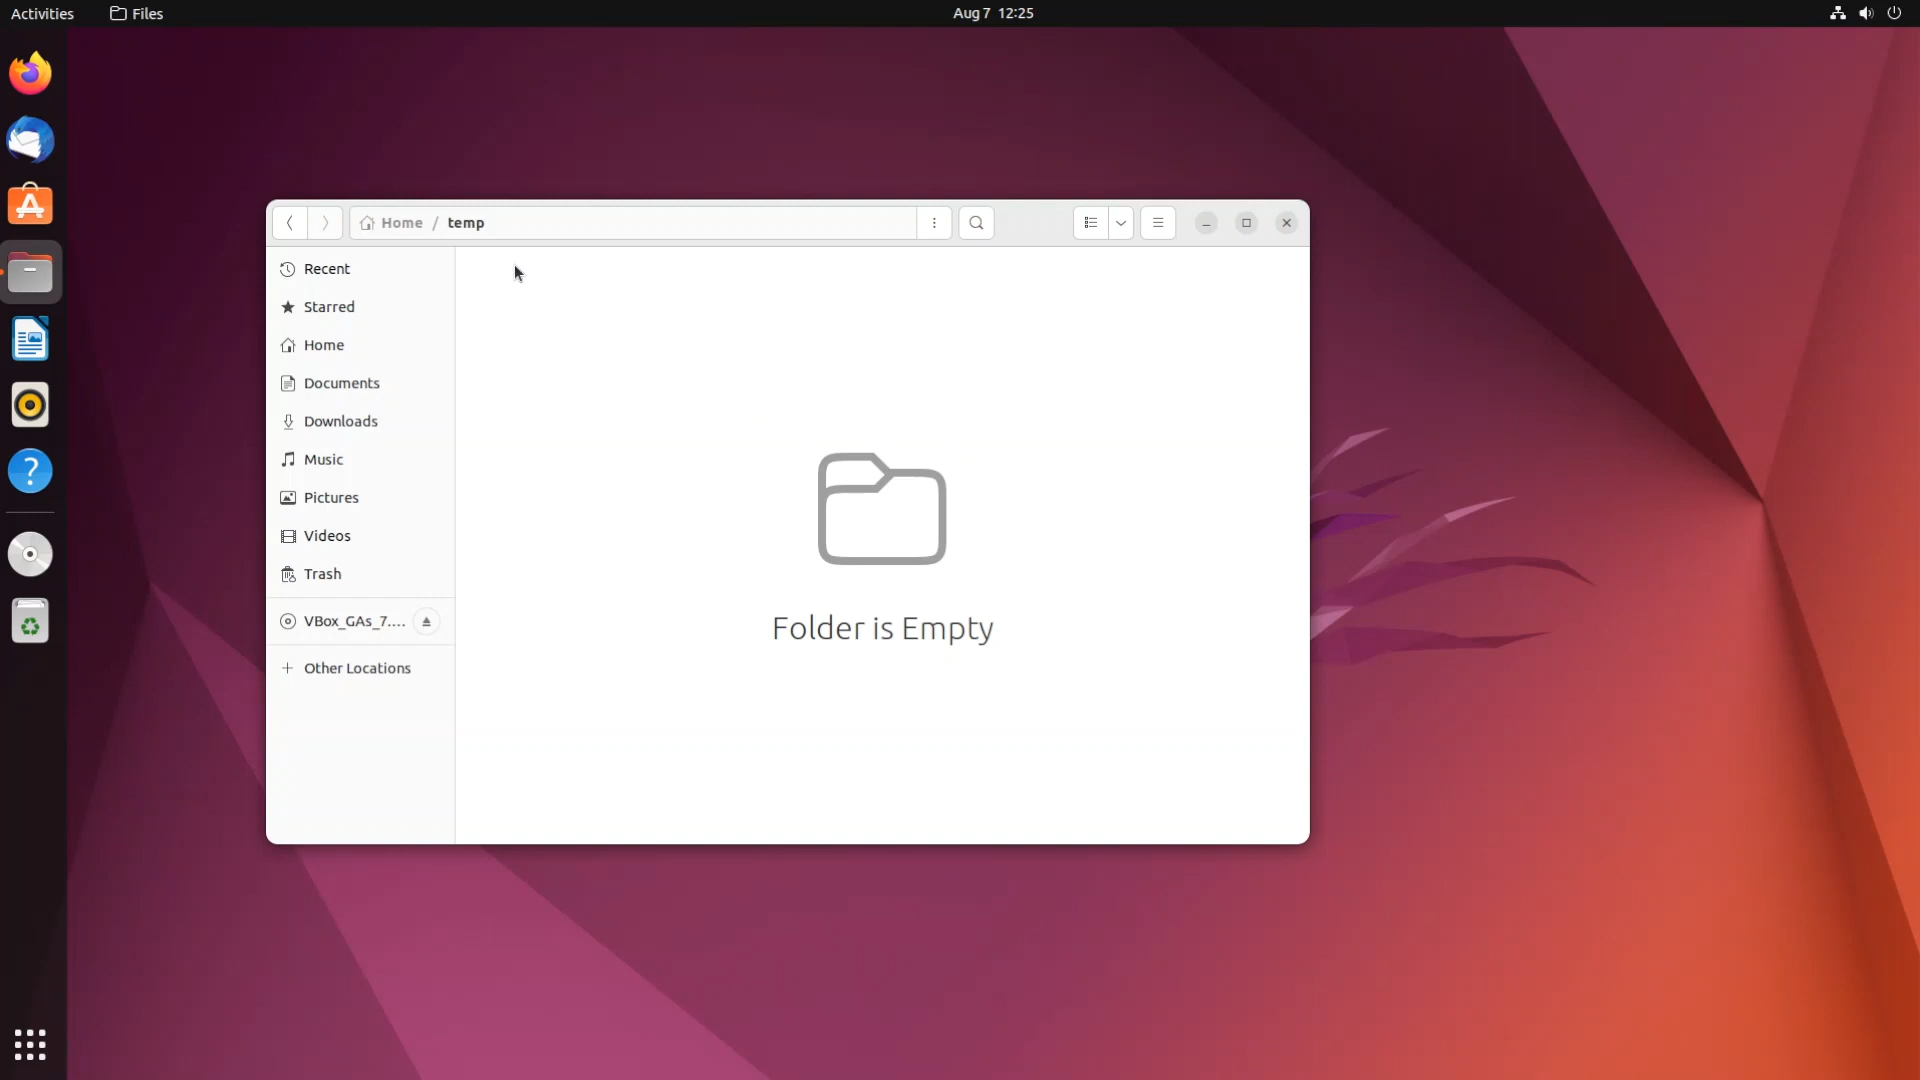 Activities Files Aug 7 12:25
Home / temp
Recent
Starred
Home
Documents
Downloads
Music
Pictures
Videos
Trash
VBox_GAs_7....
Other Locations
Folder is Empty